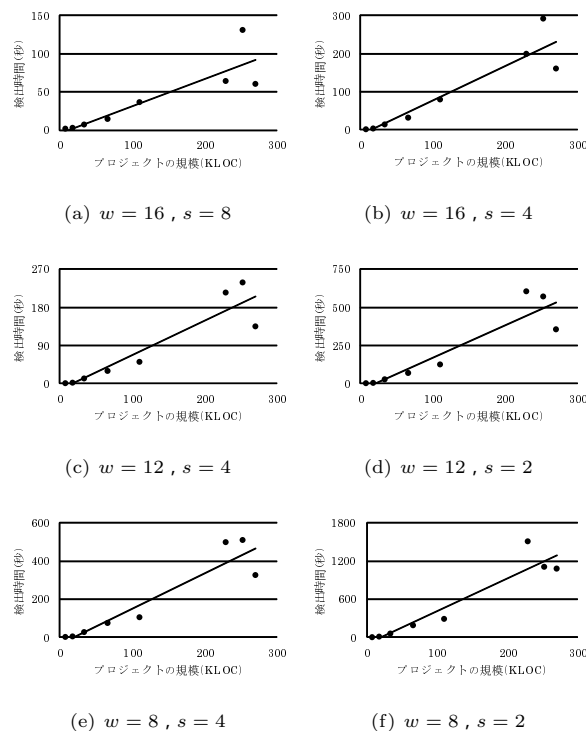 150
100
50
0
検出時間(秒)
0 100 200 300
プロジェクトの規模(KLOC)
(a) w = 16 , s = 8
300
200
100
0
検出時間(秒)
0 100 200 300
プロジェクトの規模(KLOC)
(b) w = 16 , s = 4
270
180
90
0
検出時間(秒)
0 100 200 300
プロジェクトの規模(KLOC)
(c) w = 12 , s = 4
750
500
250
0
検出時間(秒)
0 100 200 300
プロジェクトの規模(KLOC)
(d) w = 12 , s = 2
600
400
200
0
検出時間(秒)
0 100 200 300
プロジェクトの規模(KLOC)
(e) w = 8 , s = 4
1800
1200
600
0
検出時間(秒)
0 100 200 300
プロジェクトの規模(KLOC)
(f) w = 8 , s = 2